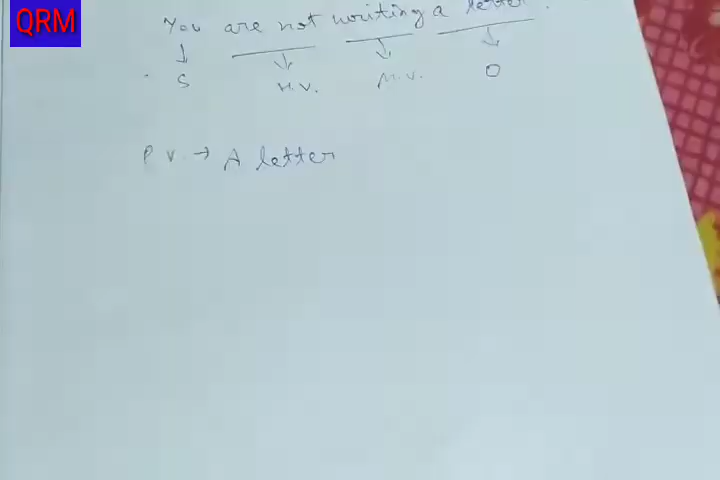 QRM
You are not writing a letter.
S H.V. M.V. O
P.V. → A letter